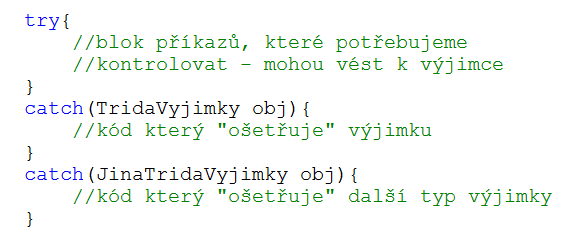 try{
//blok příkazů, které potřebujeme
//kontrolovat – mohou vést k výjimce
}
catch(TridaVyjimky obj){
//kód který "ošetřuje" výjimku
}
catch(JinaTridaVyjimky obj){
//kód který "ošetřuje" další typ výjimky
}